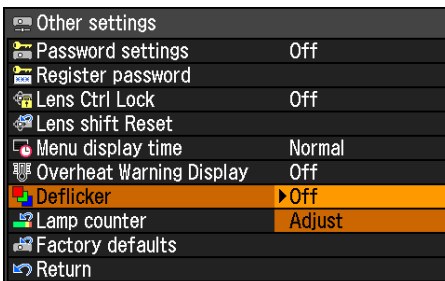 Other settings
Password settings Off
Register password
Lens Ctrl Lock Off
Lens shift Reset
Menu display time Normal
Overheat Warning Display Off
Deflicker Off
Lamp counter Adjust
Factory defaults
Return